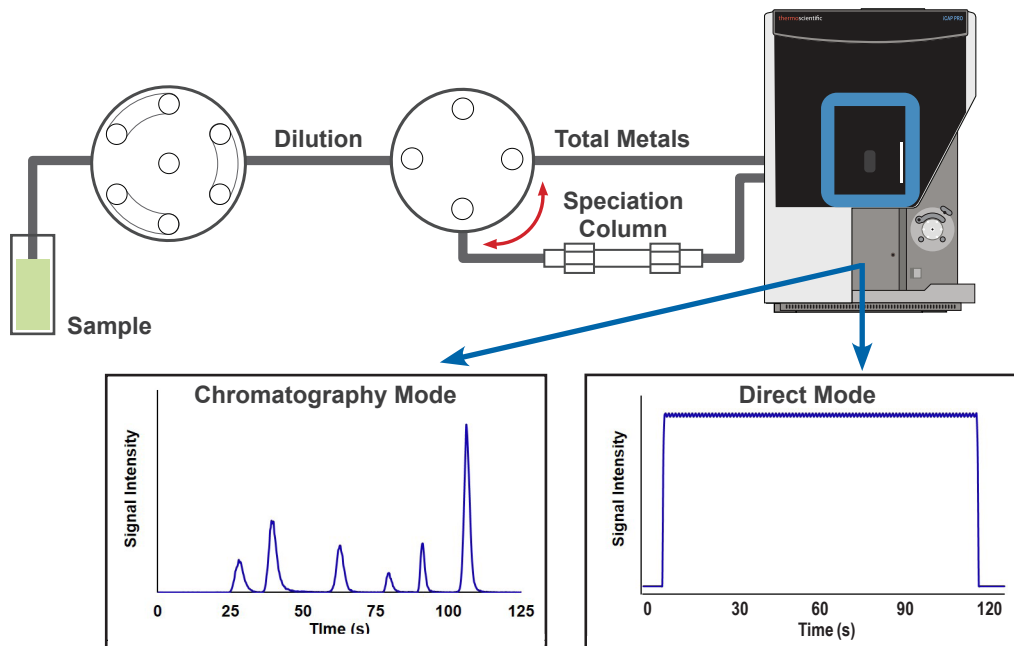 thermoscientific
iCAP PRO
Dilution
Total Metals
Speciation
Column
Sample
Chromatography Mode
Signal Intensity
0 25 50 75 100 125
TIme (s)
Direct Mode
Signal Intensity
0 30 60 90 120
Time (s)